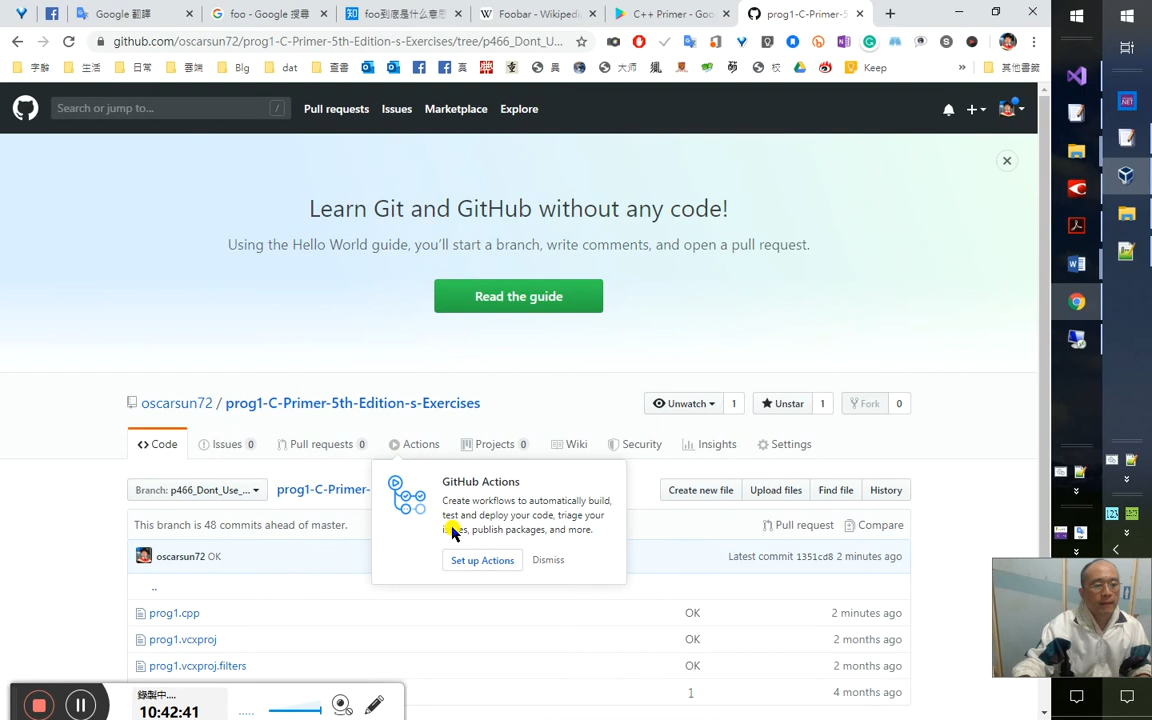 Google 翻譯
foo - Google 搜尋
foo到底是什么意思
Foobar - Wikiped
C++ Primer - Goo
prog1-C-Primer-5
github.com/oscarsun72/prog1-C-Primer-5th-Edition-s-Exercises/tree/p466_Dont_U...
字辭
生活
日常
雲端
Blg
dat
查書
真
異
大师
校
Keep
»
其他書籤
Search or jump to...
/
Pull requests
Issues
Marketplace
Explore
Learn Git and GitHub without any code!
Using the Hello World guide, you’ll start a branch, write comments, and open a pull request.
Read the guide
oscarsun72 / prog1-C-Primer-5th-Edition-s-Exercises
Unwatch 1
Unstar 1
Fork 0
Code
Issues 0
Pull requests 0
Actions
Projects 0
Wiki
Security
Insights
Settings
GitHub Actions
Create workflows to automatically build,
test and deploy your code, triage your
issues, publish packages, and more.
Set up Actions
Dismiss
Branch: p466_Dont_Use_...
prog1-C-Primer-
Create new file
Upload files
Find file
History
This branch is 48 commits ahead of master.
Pull request
Compare
oscarsun72 OK
Latest commit 1351cd8 2 minutes ago
..
prog1.cpp OK 2 minutes ago
prog1.vcxproj OK 2 months ago
prog1.vcxproj.filters OK 2 months ago
1 4 months ago
錄製中....
10:42:41
.....